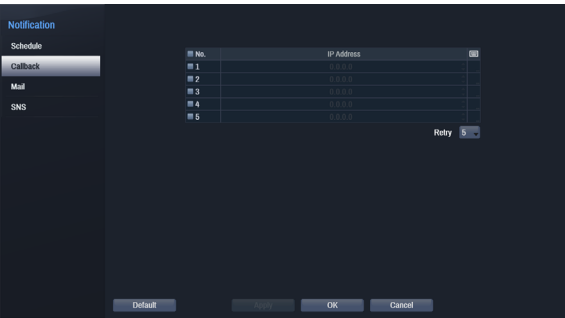 Notification
Schedule
Callback
Mail
SNS
No. IP Address
1 0.0.0.0
2 0.0.0.0
3 0.0.0.0
4 0.0.0.0
5 0.0.0.0
Retry 5
Default Apply OK Cancel